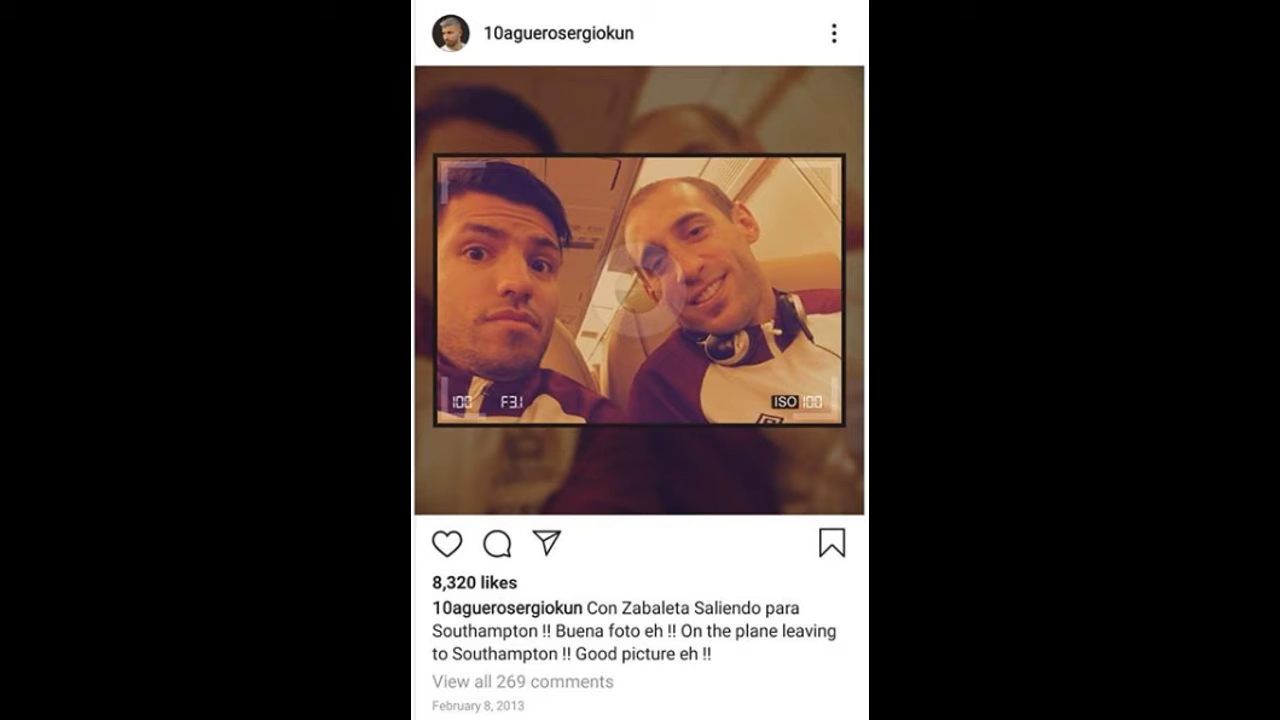 10aguerosergiokun
100 F3.1 ISO 100
8,320 likes
10aguerosergiokun Con Zabaleta Saliendo para
Southampton !! Buena foto eh !! On the plane leaving
to Southampton !! Good picture eh !!
View all 269 comments
February 8, 2013